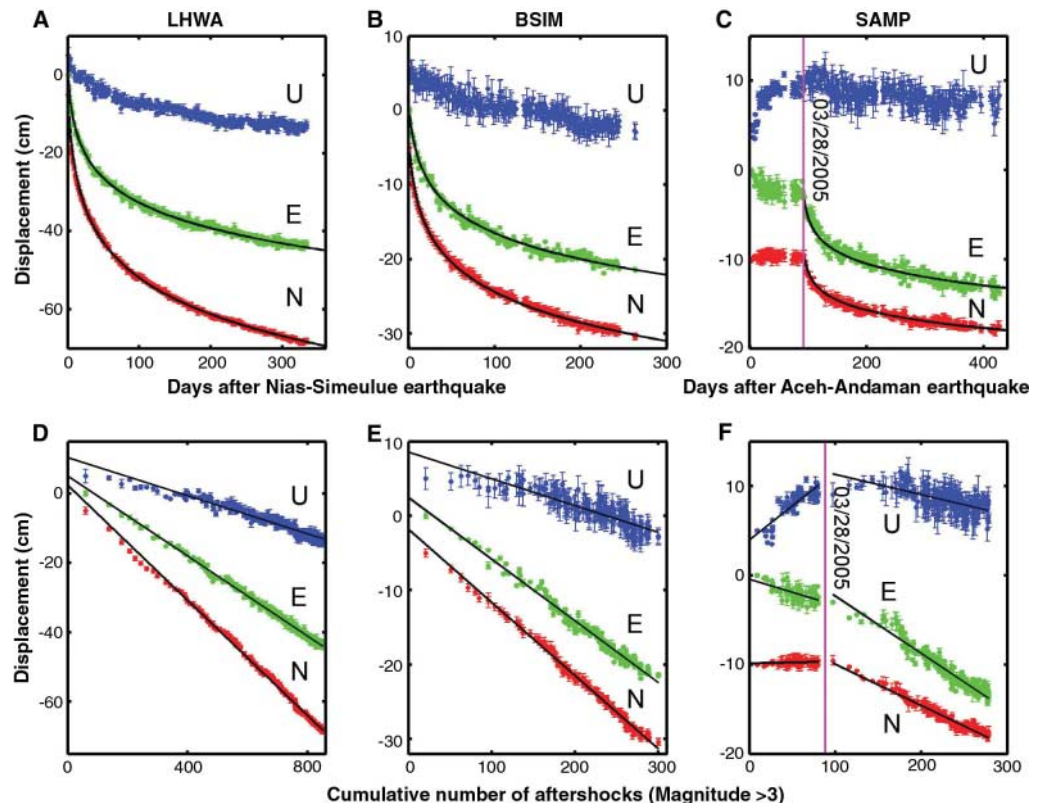 A LHWA
B BSIM
C SAMP
Displacement (cm)
0
-20
-40
-60
U
E
N
0 100 200 300
10
0
-10
-20
-30
U
E
N
0 100 200 300
10
0
-10
-20
U
03/28/2005
E
N
0 200 400
Days after Nias-Simeulue earthquake
Days after Aceh-Andaman earthquake
D
E
F
Displacement (cm)
0
-20
-40
-60
U
E
N
0 400 800
10
0
-10
-20
-30
U
E
N
0 100 200 300
10
0
-10
-20
U
03/28/2005
E
N
0 100 200 300
Cumulative number of aftershocks (Magnitude >3)